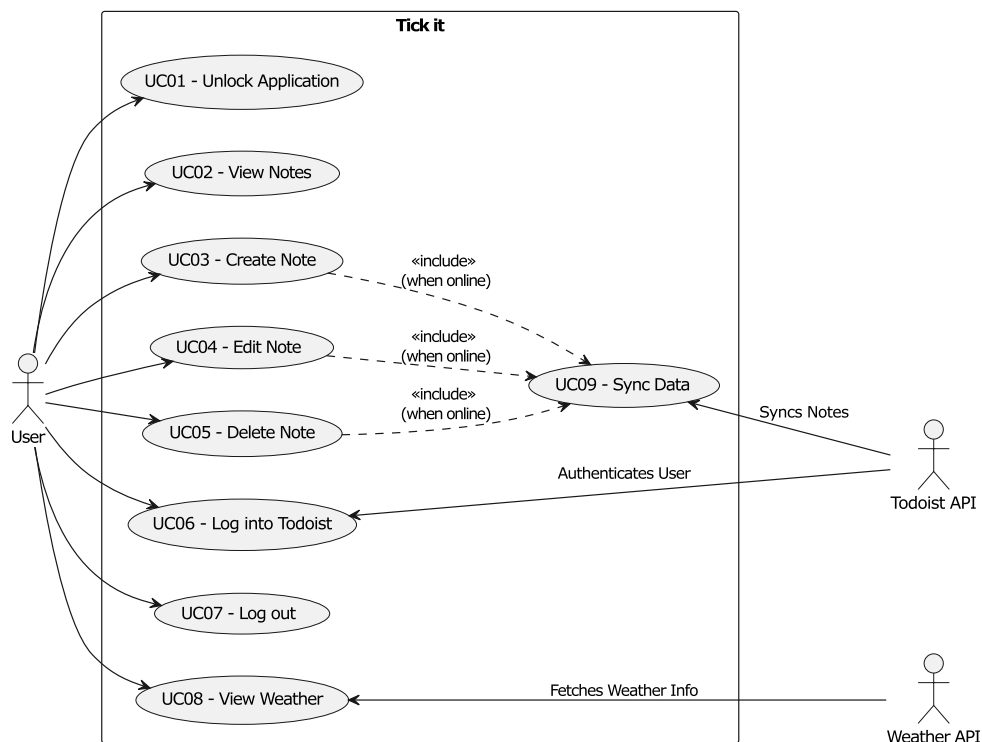 Tick it
UC01 - Unlock Application
UC02 - View Notes
UC03 - Create Note
«include»
(when online)
UC04 - Edit Note
«include»
(when online)
UC09 - Sync Data
UC05 - Delete Note
«include»
(when online)
Syncs Notes
User
Authenticates User
Todoist API
UC06 - Log into Todoist
UC07 - Log out
UC08 - View Weather
Fetches Weather Info
Weather API